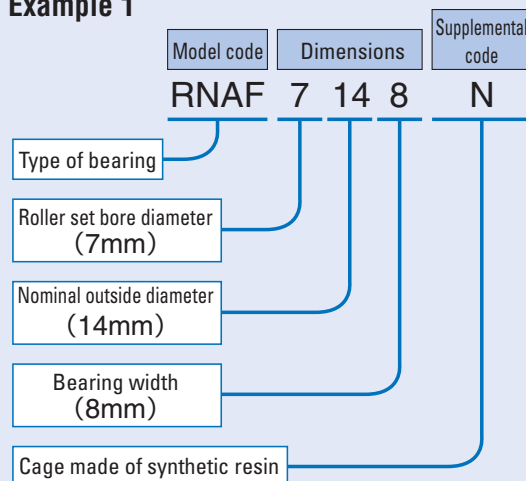 Example 1
Model code
Dimensions
Supplemental
code
RNAF 7 14 8 N
Type of bearing
Roller set bore diameter
（7mm）
Nominal outside diameter
（14mm）
Bearing width
（8mm）
Cage made of synthetic resin